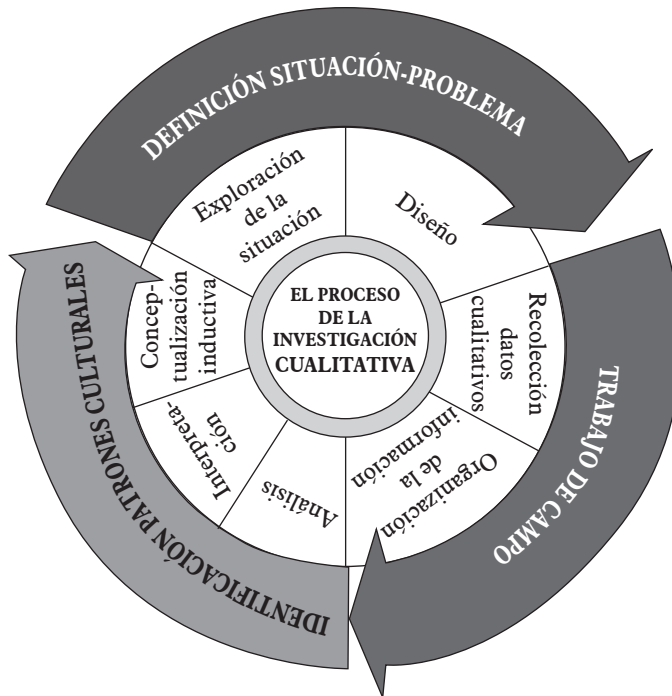 DEFINICIÓN SITUACIÓN-PROBLEMA
Exploración
de la
situación
Diseño
TRABAJO DE CAMPO
Recolección
datos
cualitativos
Organización
de la
información
IDENTIFICACIÓN PATRONES CULTURALES
Análisis
Interpreta-
ción
Concep-
tualización
inductiva
EL PROCESO
DE LA
INVESTIGACIÓN
CUALITATIVA